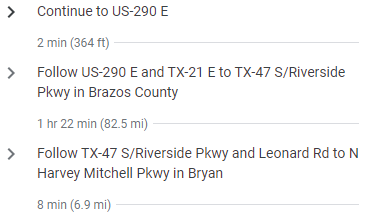 Continue to US-290 E
2 min (364 ft)
Follow US-290 E and TX-21 E to TX-47 S/Riverside
Pkwy in Brazos County
1 hr 22 min (82.5 mi)
Follow TX-47 S/Riverside Pkwy and Leonard Rd to N
Harvey Mitchell Pkwy in Bryan
8 min (6.9 mi)